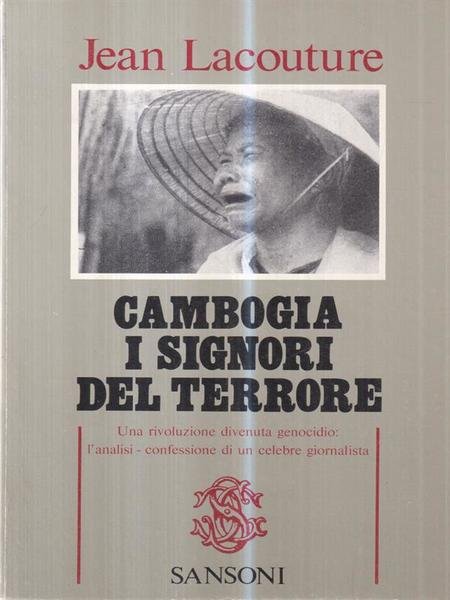 Jean Lacouture
CAMBOGIA
I SIGNORI
DEL TERRORE
Una rivoluzione divenuta genocidio:
l'analisi - confessione di un celebre giornalista
SANSONI